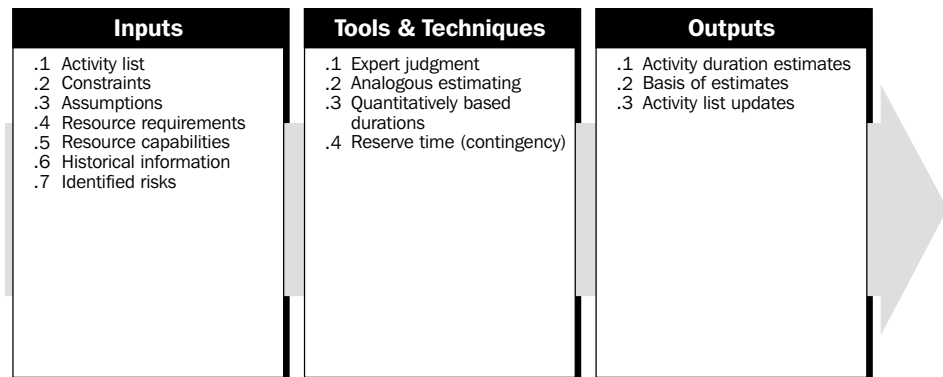 Inputs
.1 Activity list
.2 Constraints
.3 Assumptions
.4 Resource requirements
.5 Resource capabilities
.6 Historical information
.7 Identified risks
Tools & Techniques
.1 Expert judgment
.2 Analogous estimating
.3 Quantitatively based
durations
.4 Reserve time (contingency)
Outputs
.1 Activity duration estimates
.2 Basis of estimates
.3 Activity list updates